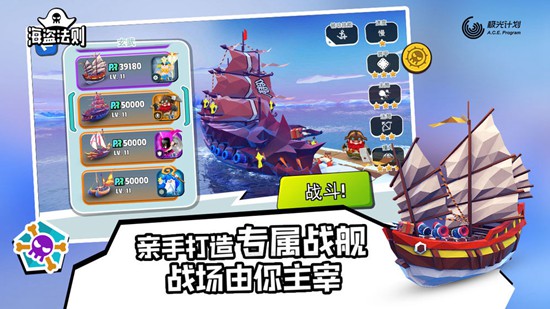 海盗法则
极光计划
A.C.E. Program
39180
LV. 11
50000
LV. 11
50000
LV. 11
50000
LV. 11
战斗!
亲手打造专属战舰
战场由你主宰